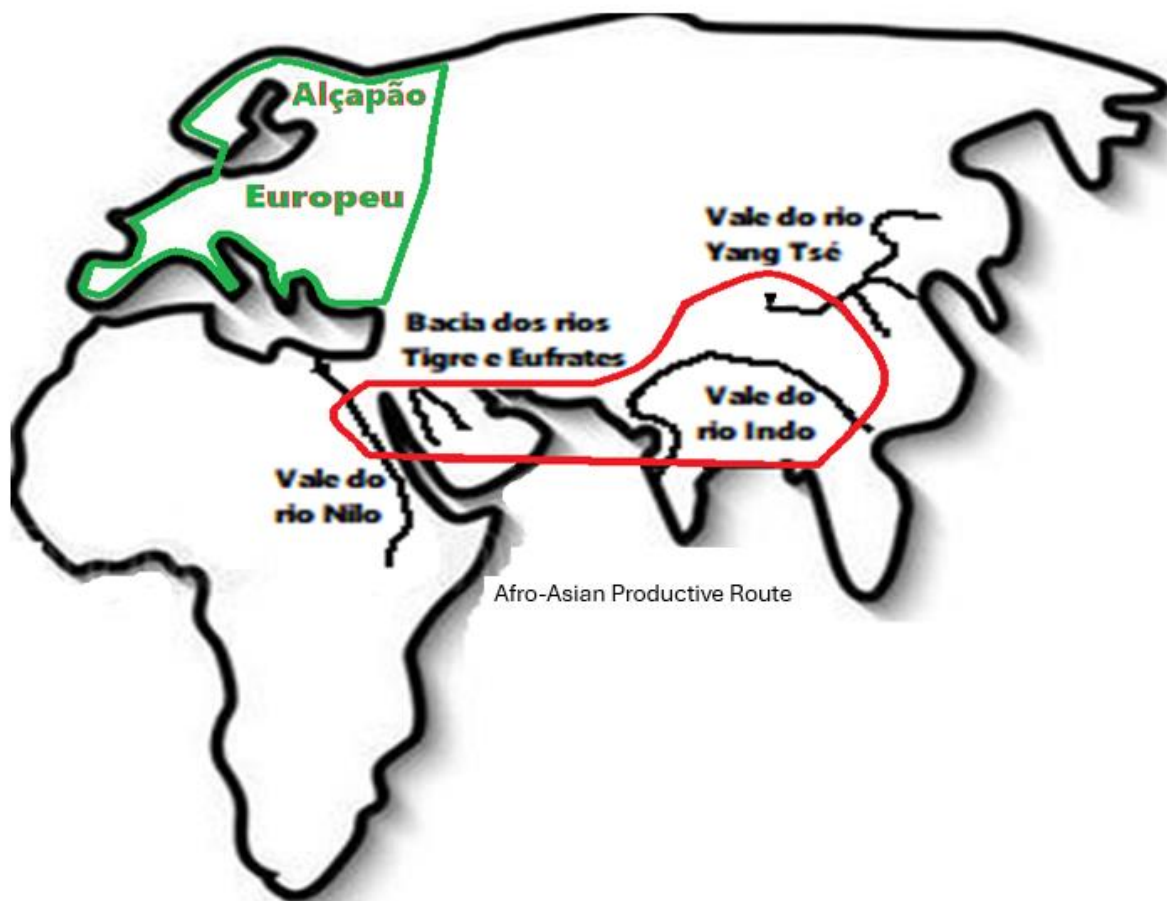 Alçapão
Europeu
Vale do rio
Yang Tsé
Bacia dos rios
Tigre e Eufrates
Vale do
rio Indo
Vale do
rio Nilo
Afro-Asian Productive Route